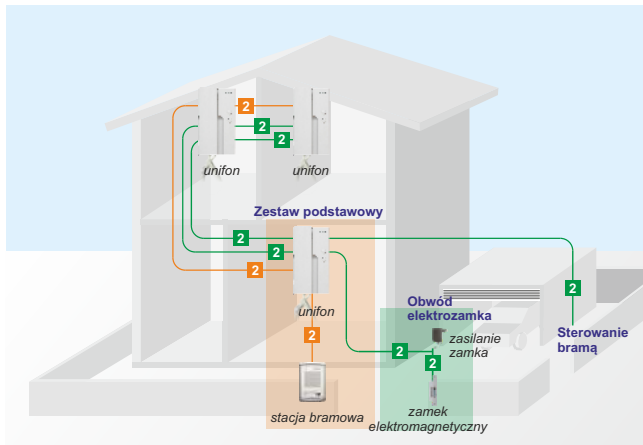 2
2
2
unifon
unifon
Zestaw podstawowy
2
2
2
2
unifon
Obwód
elektrozamka
2
zasilanie
zamka
Sterowanie
bramą
2
2
stacja bramowa
zamek
elektromagnetyczny